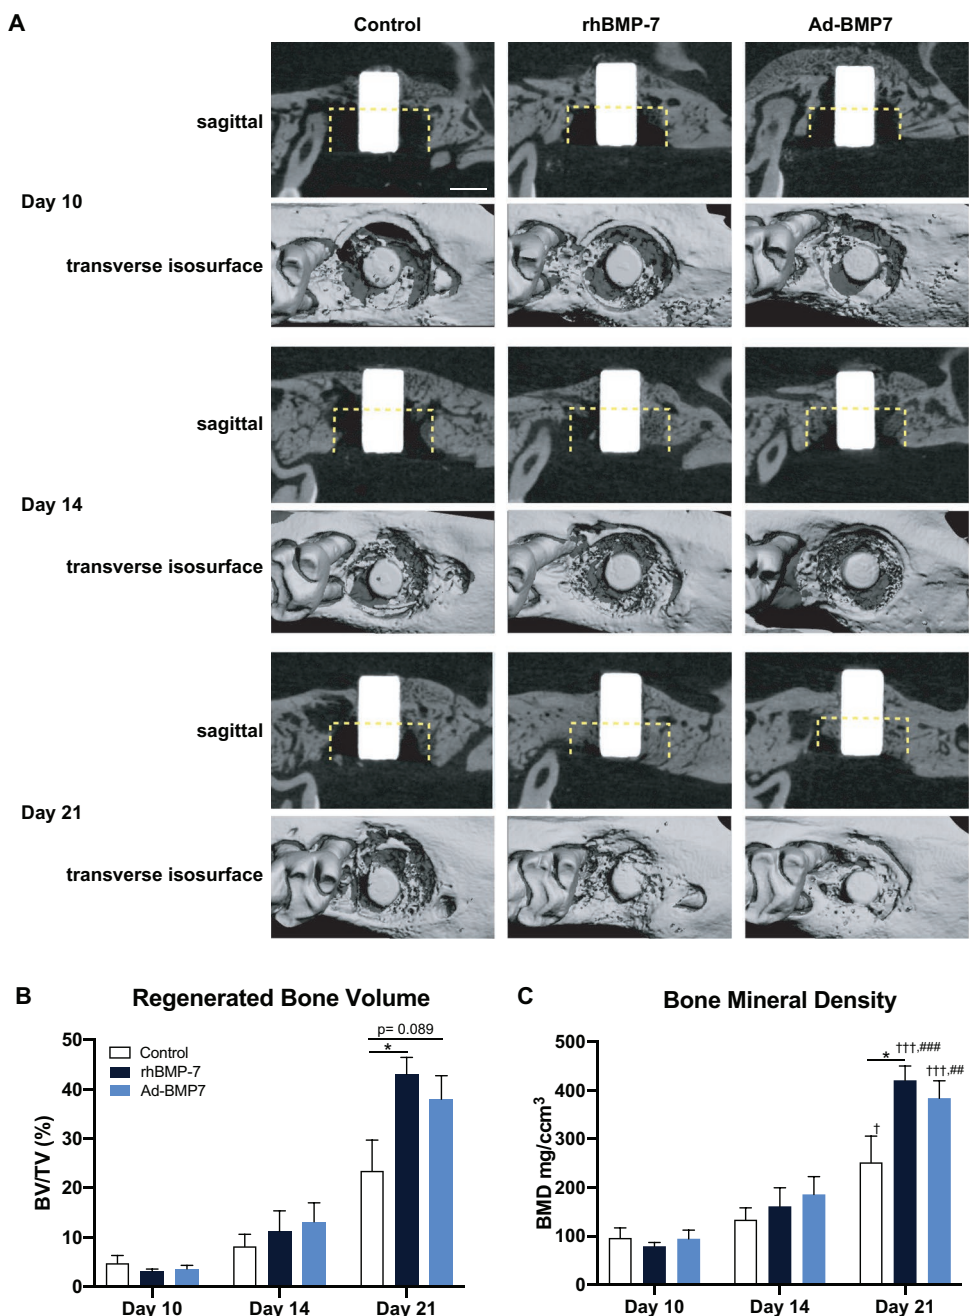 A
Control
rhBMP-7
Ad-BMP7
sagittal
Day 10
transverse isosurface
sagittal
Day 14
transverse isosurface
sagittal
Day 21
transverse isosurface
B
Regenerated Bone Volume
p= 0.089
*
Control
rhBMP-7
Ad-BMP7
BV/TV (%)
50
40
30
20
10
0
Day 10
Day 14
Day 21
C
Bone Mineral Density
*
†††,###
†††,##
†
BMD mg/ccm³
500
400
300
200
100
0
Day 10
Day 14
Day 21